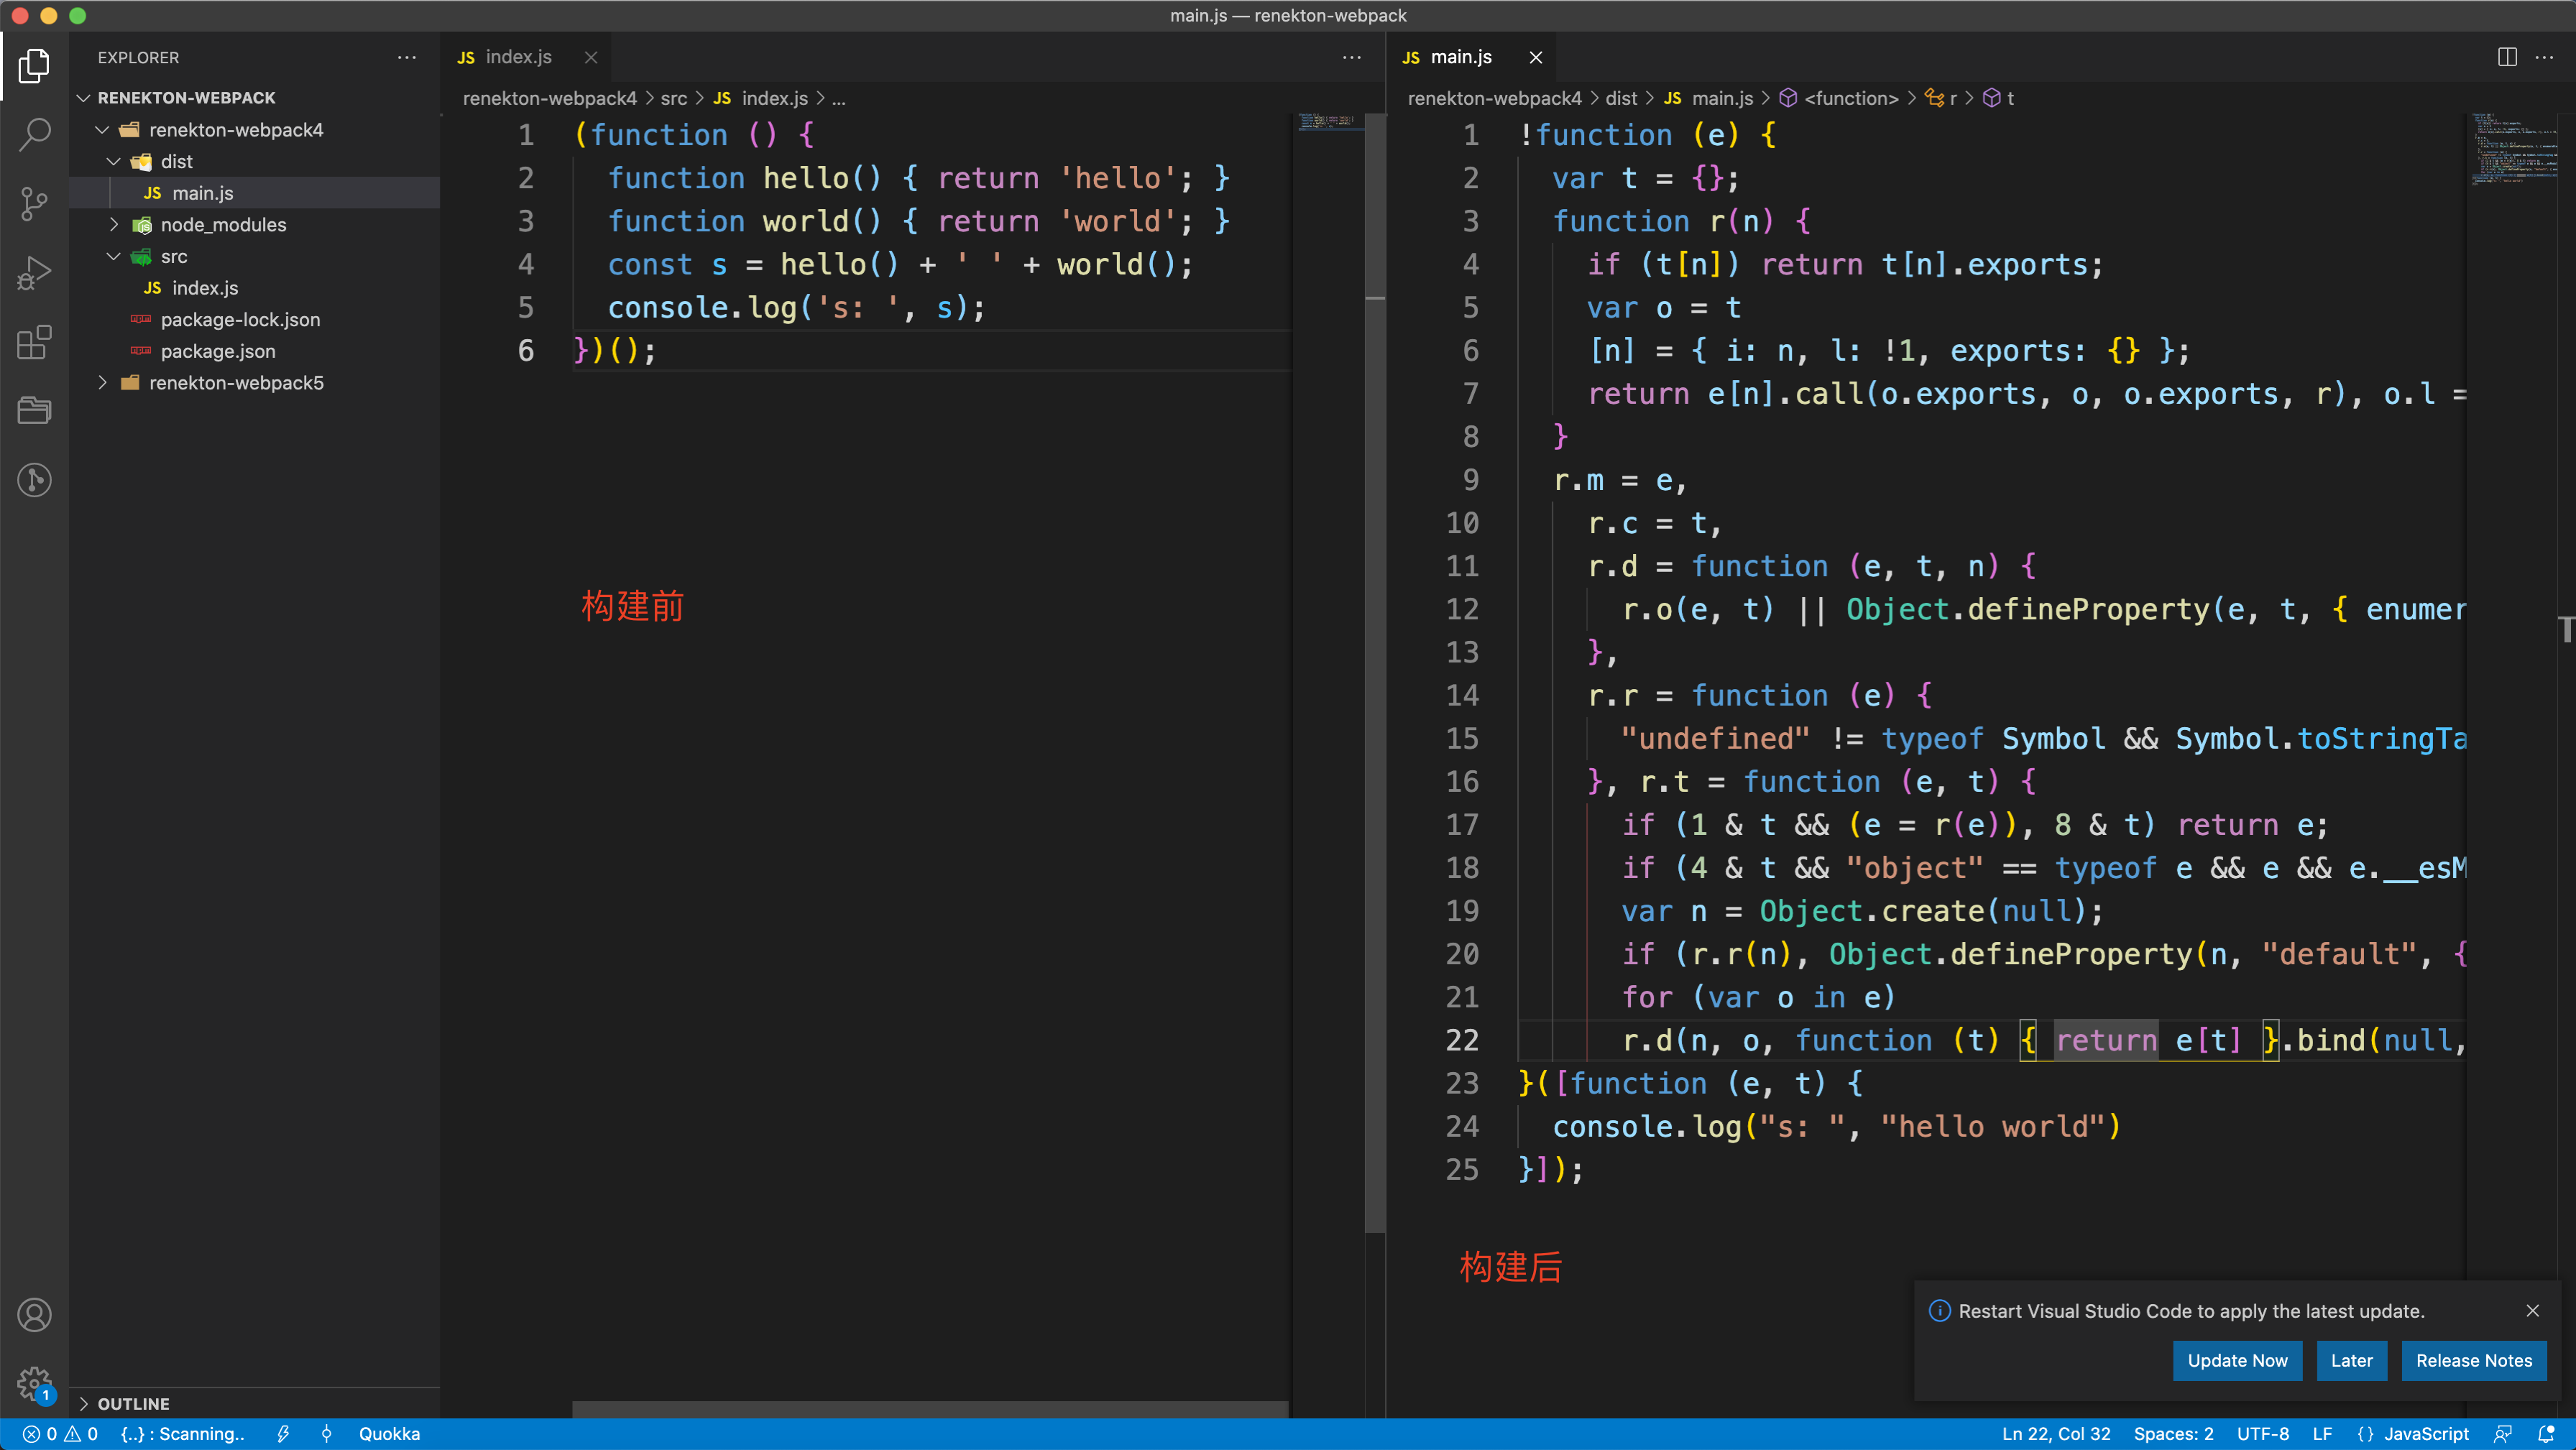 main.js — renekton-webpack
EXPLORER
RENEKTON-WEBPACK
renekton-webpack4
dist
JS main.js
node_modules
src
JS index.js
package-lock.json
package.json
renekton-webpack5
OUTLINE
JS index.js
renekton-webpack4 > src > JS index.js > ...
1 (function () {
2 function hello() { return 'hello'; }
3 function world() { return 'world'; }
4 const s = hello() + ' ' + world();
5 console.log('s: ', s);
6 })();
构建前
JS main.js
renekton-webpack4 > dist > JS main.js > <function> > r > t
1 !function (e) {
2 var t = {};
3 function r(n) {
4 if (t[n]) return t[n].exports;
5 var o = t
6 [n] = { i: n, l: !1, exports: {} };
7 return e[n].call(o.exports, o, o.exports, r), o.l =
8 }
9 r.m = e,
10 r.c = t,
11 r.d = function (e, t, n) {
12 r.o(e, t) || Object.defineProperty(e, t, { enumer
13 },
14 r.r = function (e) {
15 "undefined" != typeof Symbol && Symbol.toStringTa
16 }, r.t = function (e, t) {
17 if (1 & t && (e = r(e)), 8 & t) return e;
18 if (4 & t && "object" == typeof e && e && e.__esM
19 var n = Object.create(null);
20 if (r.r(n), Object.defineProperty(n, "default", {
21 for (var o in e)
22 r.d(n, o, function (t) { return e[t] }.bind(null,
23 }([function (e, t) {
24 console.log("s: ", "hello world")
25 }]);
构建后
Restart Visual Studio Code to apply the latest update.
Update Now Later Release Notes
1
0 0 {..} : Scanning.. Quokka Ln 22, Col 32 Spaces: 2 UTF-8 LF {} JavaScript